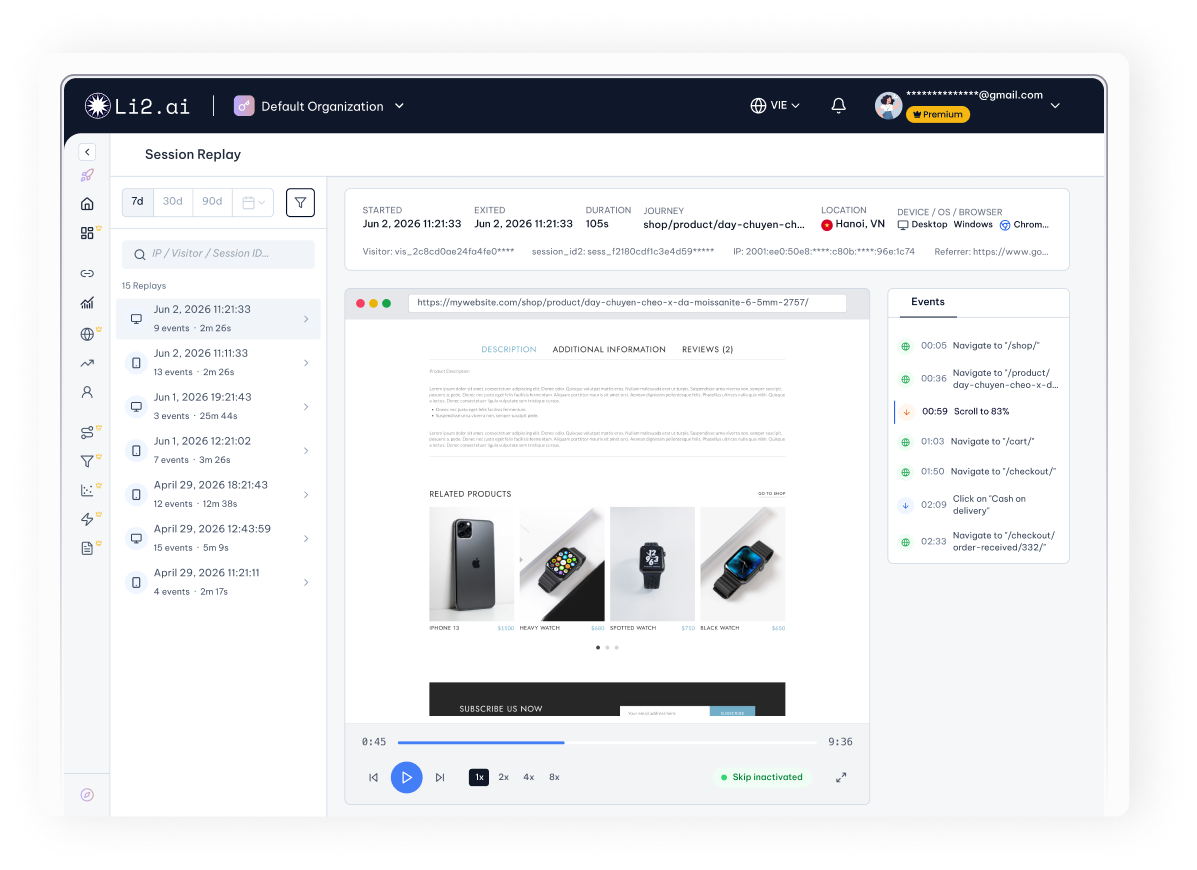 Li2.ai
Default Organization
VIE
**************@gmail.com
Premium
Session Replay
7d 30d 90d
IP / Visitor / Session ID...
15 Replays
Jun 2, 2026 11:21:33
9 events · 2m 26s
Jun 2, 2026 11:11:33
13 events · 2m 26s
Jun 1, 2026 19:21:43
3 events · 25m 44s
Jun 1, 2026 12:21:02
7 events · 3m 26s
April 29, 2026 18:21:43
12 events · 12m 38s
April 29, 2026 12:43:59
15 events · 5m 9s
April 29, 2026 11:21:11
4 events · 2m 17s
STARTED
Jun 2, 2026 11:21:33
EXITED
Jun 2, 2026 11:21:33
DURATION
105s
JOURNEY
shop/product/day-chuyen-ch...
LOCATION
Hanoi, VN
DEVICE / OS / BROWSER
Desktop Windows Chrom...
Visitor: vis_2c8cd0ae24fa4fe0****
session_id2: sess_f2180cdf1c3e4d59*****
IP: 2001:ee0:50e8:****:c80b:****:96e:1c74
Referrer: https://www.go...
https://mywebsite.com/shop/product/day-chuyen-cheo-x-da-moissanite-6-5mm-2757/
DESCRIPTION ADDITIONAL INFORMATION REVIEWS (2)
Product Description
RELATED PRODUCTS
GO TO SHOP
IPHONE 13 $1500
HEAVY WATCH $600
SPOTTED WATCH $750
BLACK WATCH $650
SUBSCRIBE US NOW
Your email address here
SUBSCRIBE
0:45
9:36
1x 2x 4x 8x
Skip inactivated
Events
00:05 Navigate to "/shop/"
00:36 Navigate to "/product/
day-chuyen-cheo-x-d...
00:59 Scroll to 83%
01:03 Navigate to "/cart/"
01:50 Navigate to "/checkout/"
02:09 Click on "Cash on
delivery"
02:33 Navigate to "/checkout/
order-received/332/"